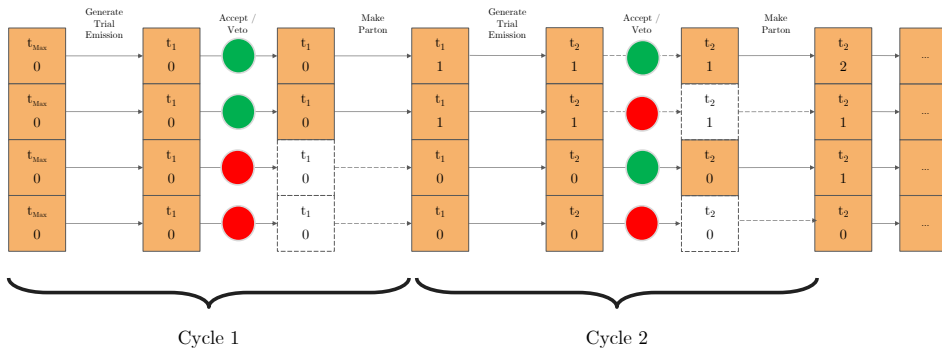 Generate
Trial
Emission
Accept /
Veto
Make
Parton
Generate
Trial
Emission
Accept /
Veto
Make
Parton
t_Max t_1 t_1 t_1 t_2 t_2 t_2 ...
0 0 0 1 1 1 2
t_Max t_1 t_1 t_1 t_2 t_2 t_2 ...
0 0 0 1 1 1 1
t_Max t_1 t_1 t_1 t_2 t_2 t_2 ...
0 0 0 0 0 0 1
t_Max t_1 t_1 t_1 t_2 t_2 t_2 ...
0 0 0 0 0 0 0
Cycle 1 Cycle 2